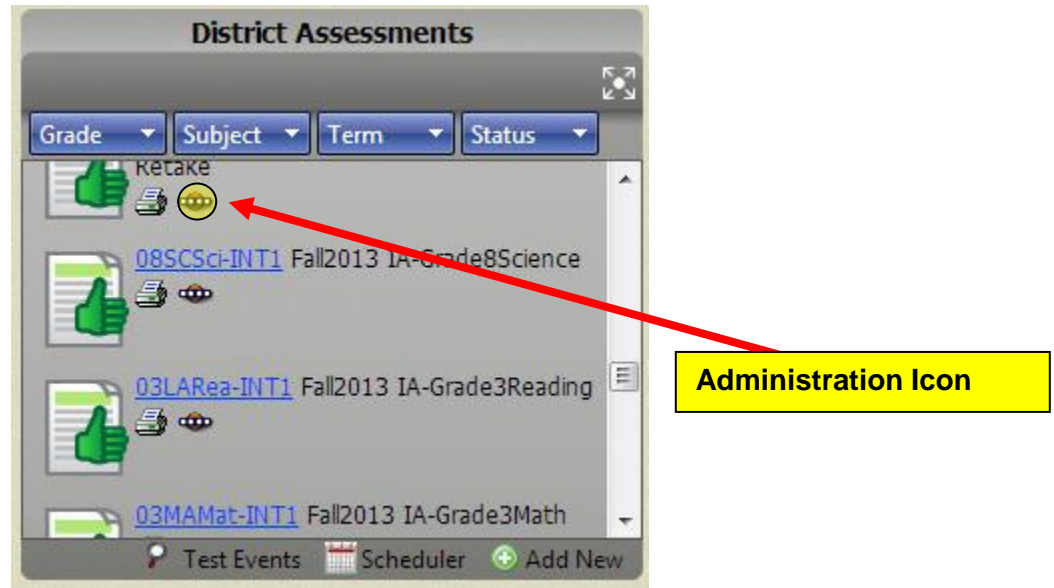 District Assessments
Grade Subject Term Status
Retake
08SCSci-INT1 Fall2013 IA-Grade8Science
03LARea-INT1 Fall2013 IA-Grade3Reading
Administration Icon
03MAMat-INT1 Fall2013 IA-Grade3Math
Test Events Scheduler Add New